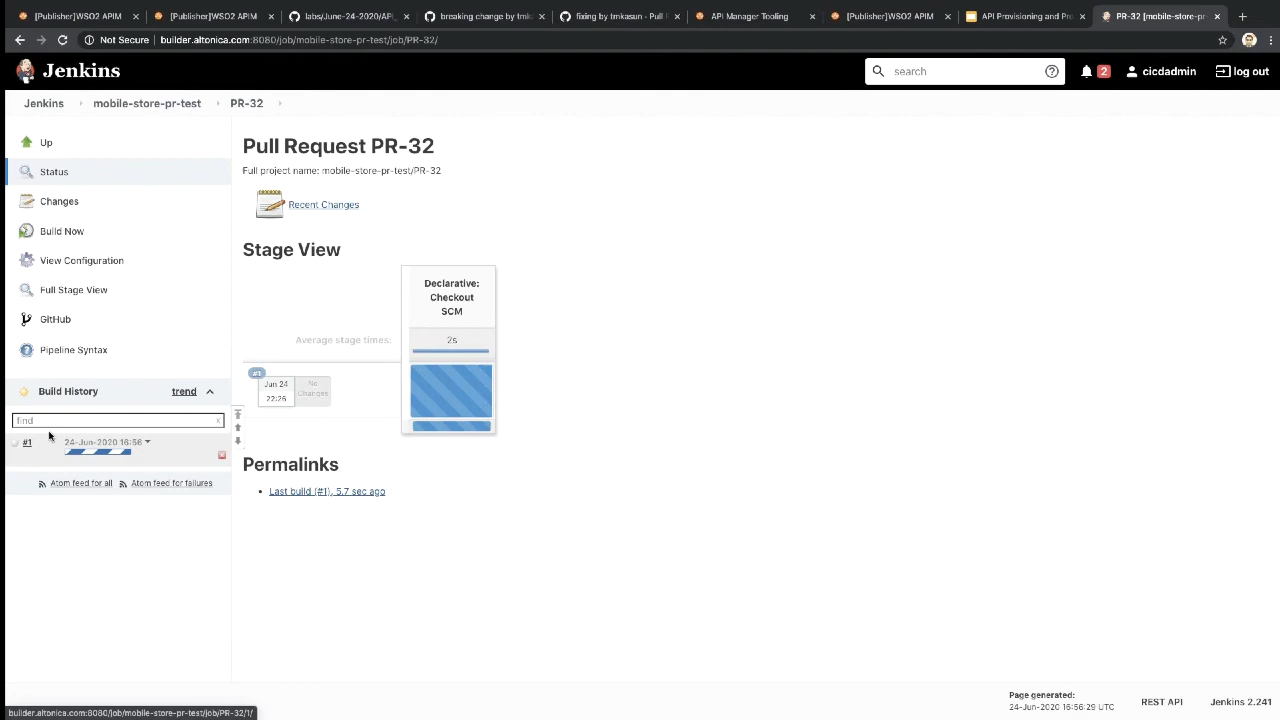 [Publisher]WSO2 APIM
[Publisher]WSO2 APIM
labs/June-24-2020/API_
breaking change by tmk
fixing by tmkasun · Pull
API Manager Tooling
[Publisher]WSO2 APIM
API Provisioning and Pro
PR-32 [mobile-store-pr-
Not Secure | builder.altonica.com:8080/job/mobile-store-pr-test/job/PR-32/
Jenkins
search
2
cicdadmin
log out
Jenkins
mobile-store-pr-test
PR-32
Up
Status
Changes
Build Now
View Configuration
Full Stage View
GitHub
Pipeline Syntax
Build History
trend
find
x
#1
24-Jun-2020 16:56
Atom feed for all
Atom feed for failures
Pull Request PR-32
Full project name: mobile-store-pr-test/PR-32
Recent Changes
Stage View
Declarative:
Checkout
SCM
Average stage times:
2s
#1
Jun 24
22:26
No
Changes
Permalinks
Last build (#1), 5.7 sec ago
Page generated:
24-Jun-2020 16:56:29 UTC
REST API
Jenkins 2.241
builder.altonica.com:8080/job/mobile-store-pr-test/job/PR-32/1/